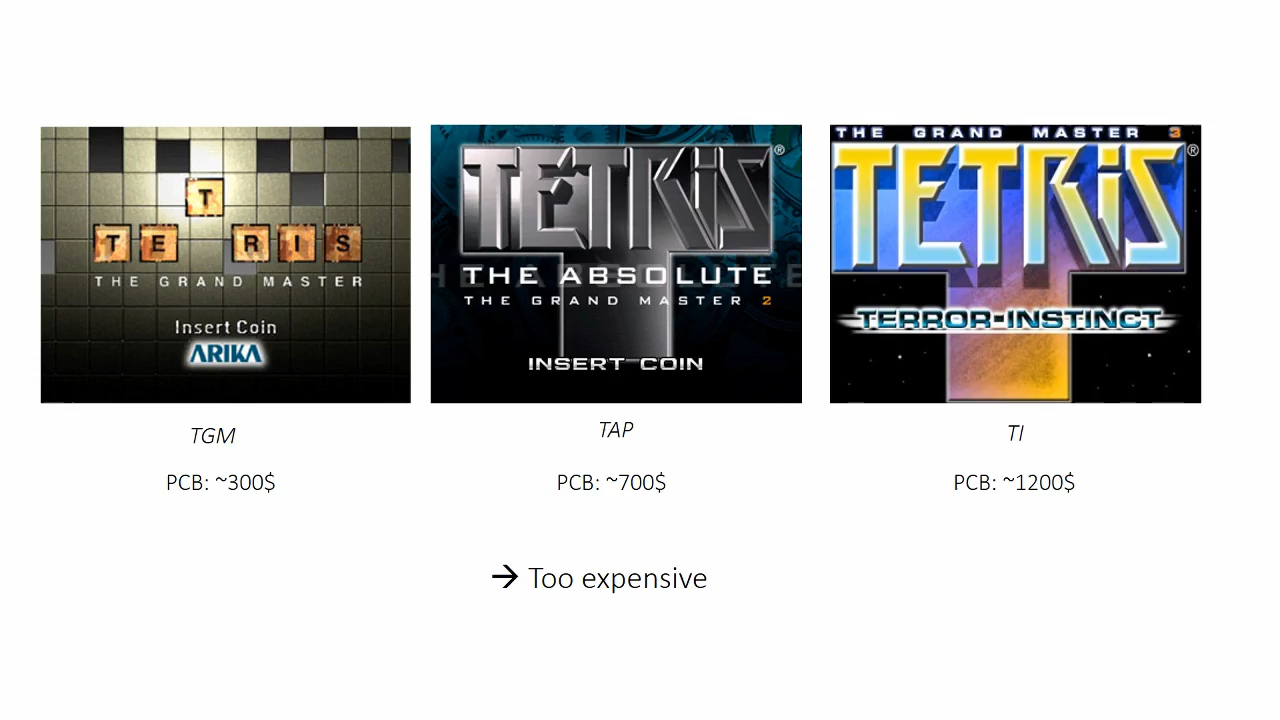 T
TE RIS
THE GRAND MASTER
Insert Coin
ARIKA
TETRiS®
THE ABSOLUTE
THE GRAND MASTER 2
INSERT COIN
THE GRAND MASTER 3
TETRiS®
TERROR-INSTINCT
TGM
TAP
TI
PCB: ~300$
PCB: ~700$
PCB: ~1200$
→ Too expensive